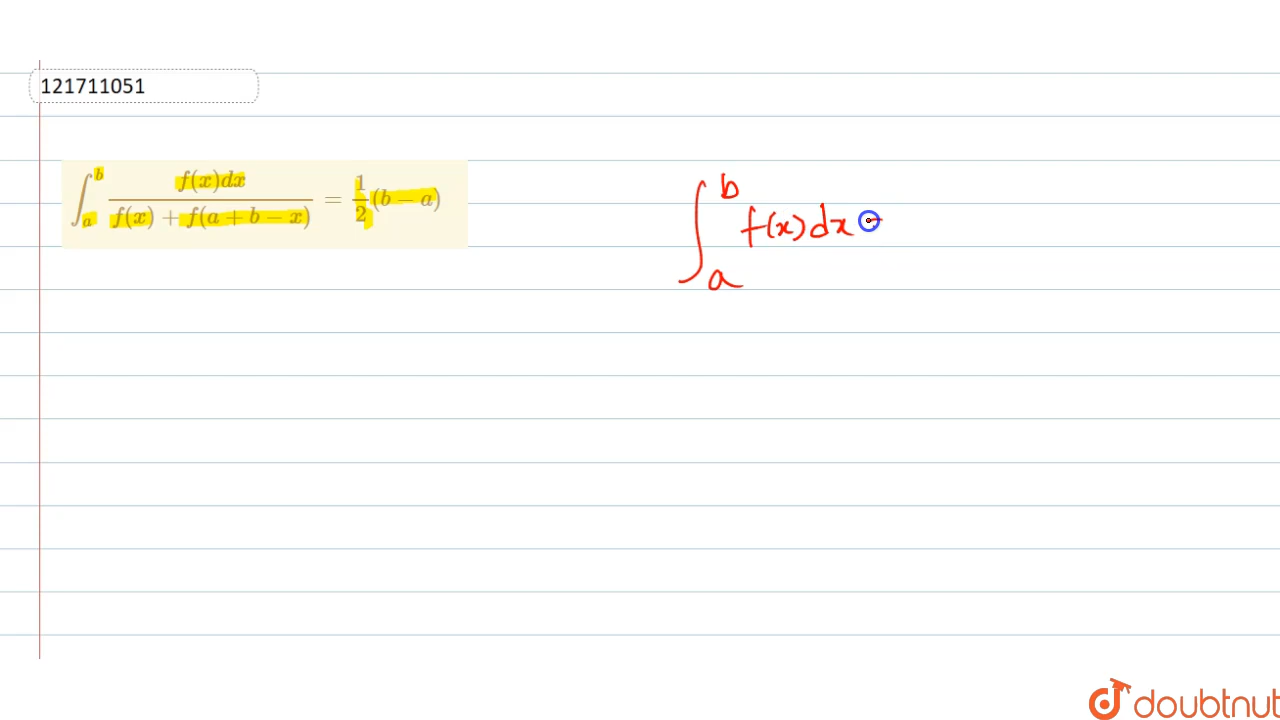 121711051
∫_a^b f(x)dx / (f(x) + f(a + b − x)) = 1/2 (b − a)
∫_a^b f(x) dx
doubtnut